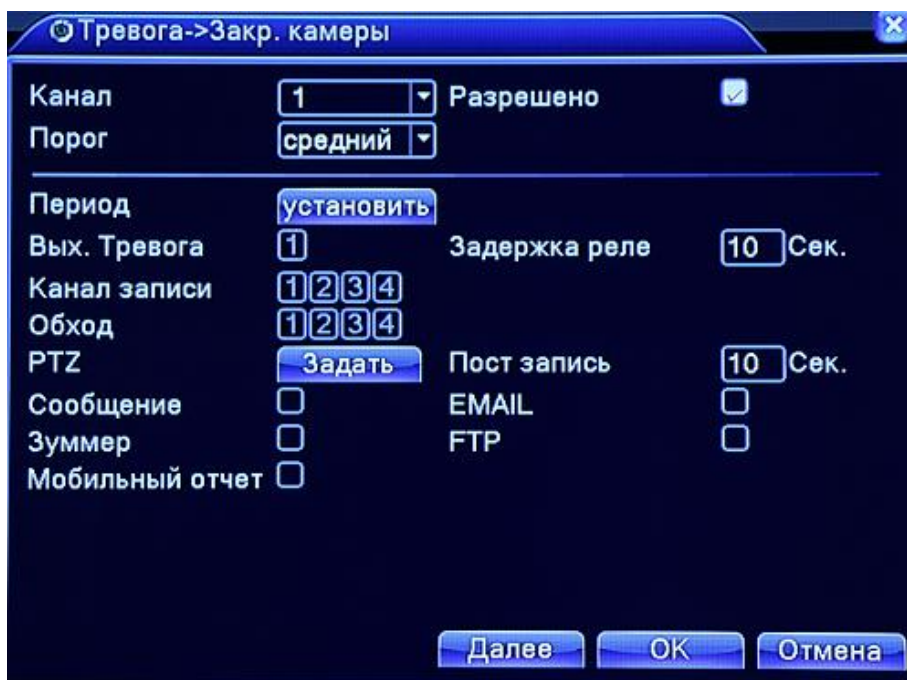 Тревога->Закр. камеры
Канал 1 Разрешено
Порог средний
Период установить
Вых. Тревога 1 Задержка реле 10 Сек.
Канал записи 1 2 3 4
Обход 1 2 3 4
PTZ Задать Пост запись 10 Сек.
Сообщение EMAIL
Зуммер FTP
Мобильный отчет
Далее OK Отмена